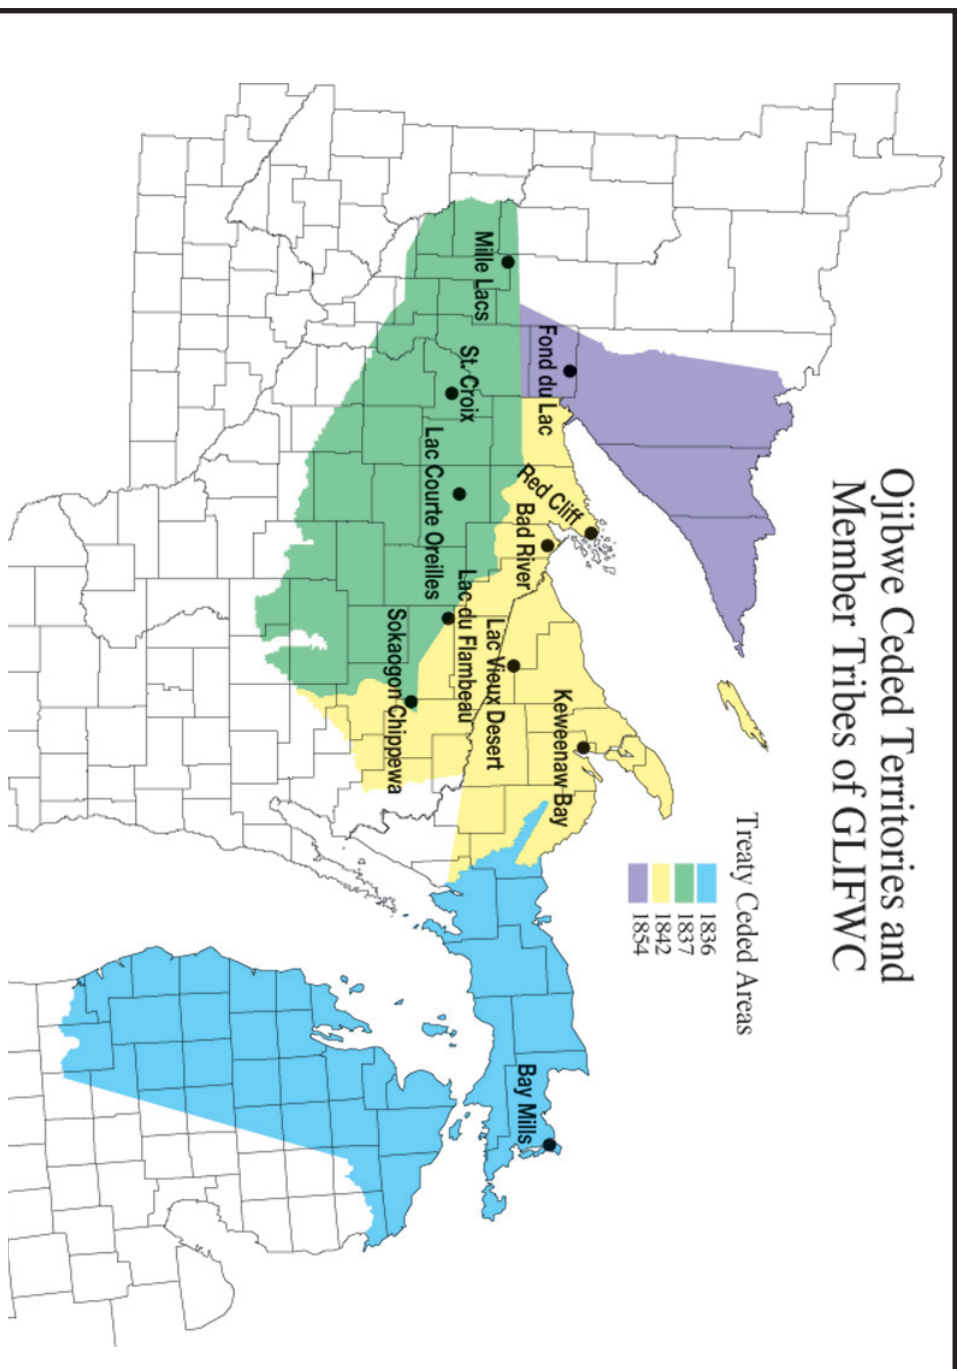 Ojibwe Ceded Territories and
Member Tribes of GLIFWC
Treaty Ceded Areas
1836
1837
1842
1854
Mille Lacs
Fond du Lac
St. Croix
Lac Courte Oreilles
Red Cliff
Bad River
Lac du Flambeau
Lac Vieux Desert
Sokaogon Chippewa
Keweenaw Bay
Bay Mills